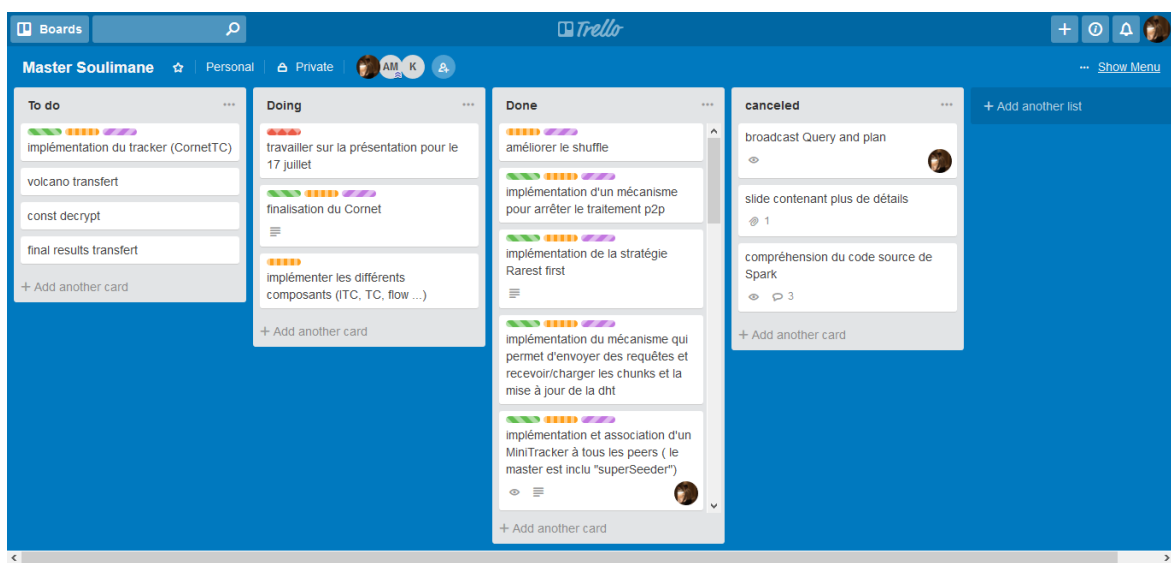 Boards
Trello
Master Soulimane
Personal
Private
AM
K
... Show Menu
To do
implémentation du tracker (CornetTC)
volcano transfert
const decrypt
final results transfert
+ Add another card
Doing
travailler sur la présentation pour le
17 juillet
finalisation du Cornet
implémenter les différents
composants (ITC, TC, flow ...)
+ Add another card
Done
améliorer le shuffle
implémentation d'un mécanisme
pour arrêter le traitement p2p
implémentation de la stratégie
Rarest first
implémentation du mécanisme qui
permet d'envoyer des requêtes et
recevoir/charger les chunks et la
mise à jour de la dht
implémentation et association d'un
MiniTracker à tous les peers ( le
master est inclu "superSeeder")
+ Add another card
canceled
broadcast Query and plan
slide contenant plus de détails
1
compréhension du code source de
Spark
3
+ Add another card
+ Add another list